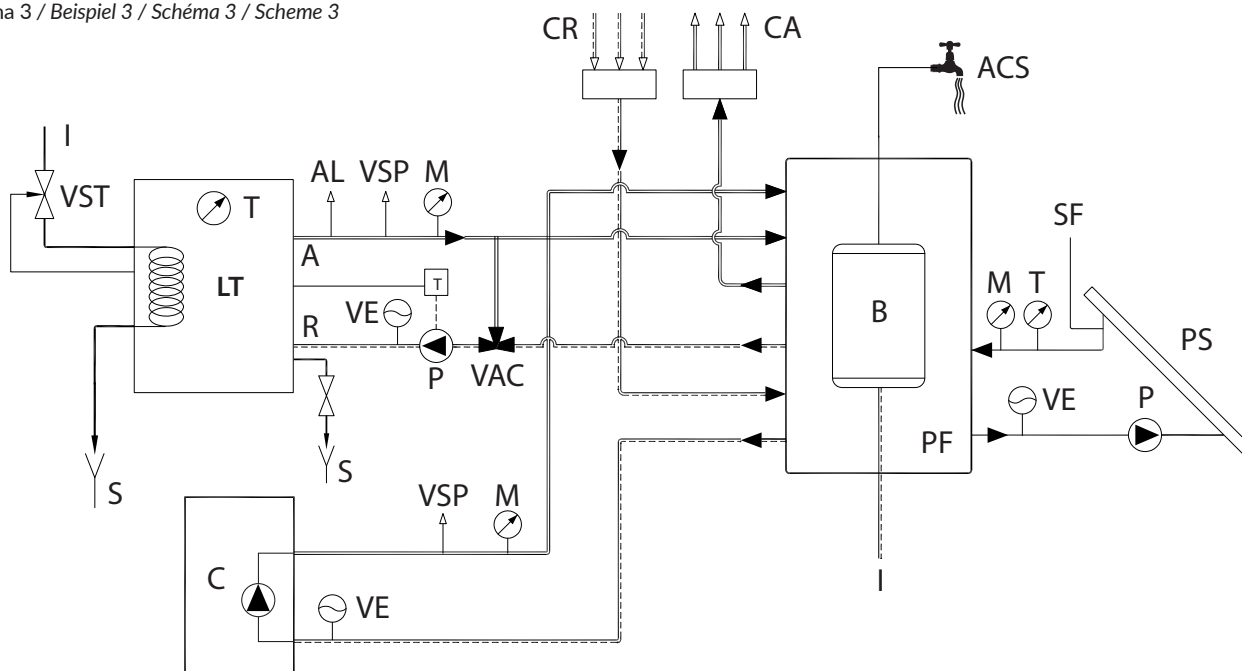 na 3 / Beispiel 3 / Schéma 3 / Scheme 3
CR
CA
ACS
I
VST
T
AL
VSP
M
A
LT
T
VE
R
P
VAC
S
S
B
PF
I
SF
M
T
PS
VE
P
VSP
M
C
VE